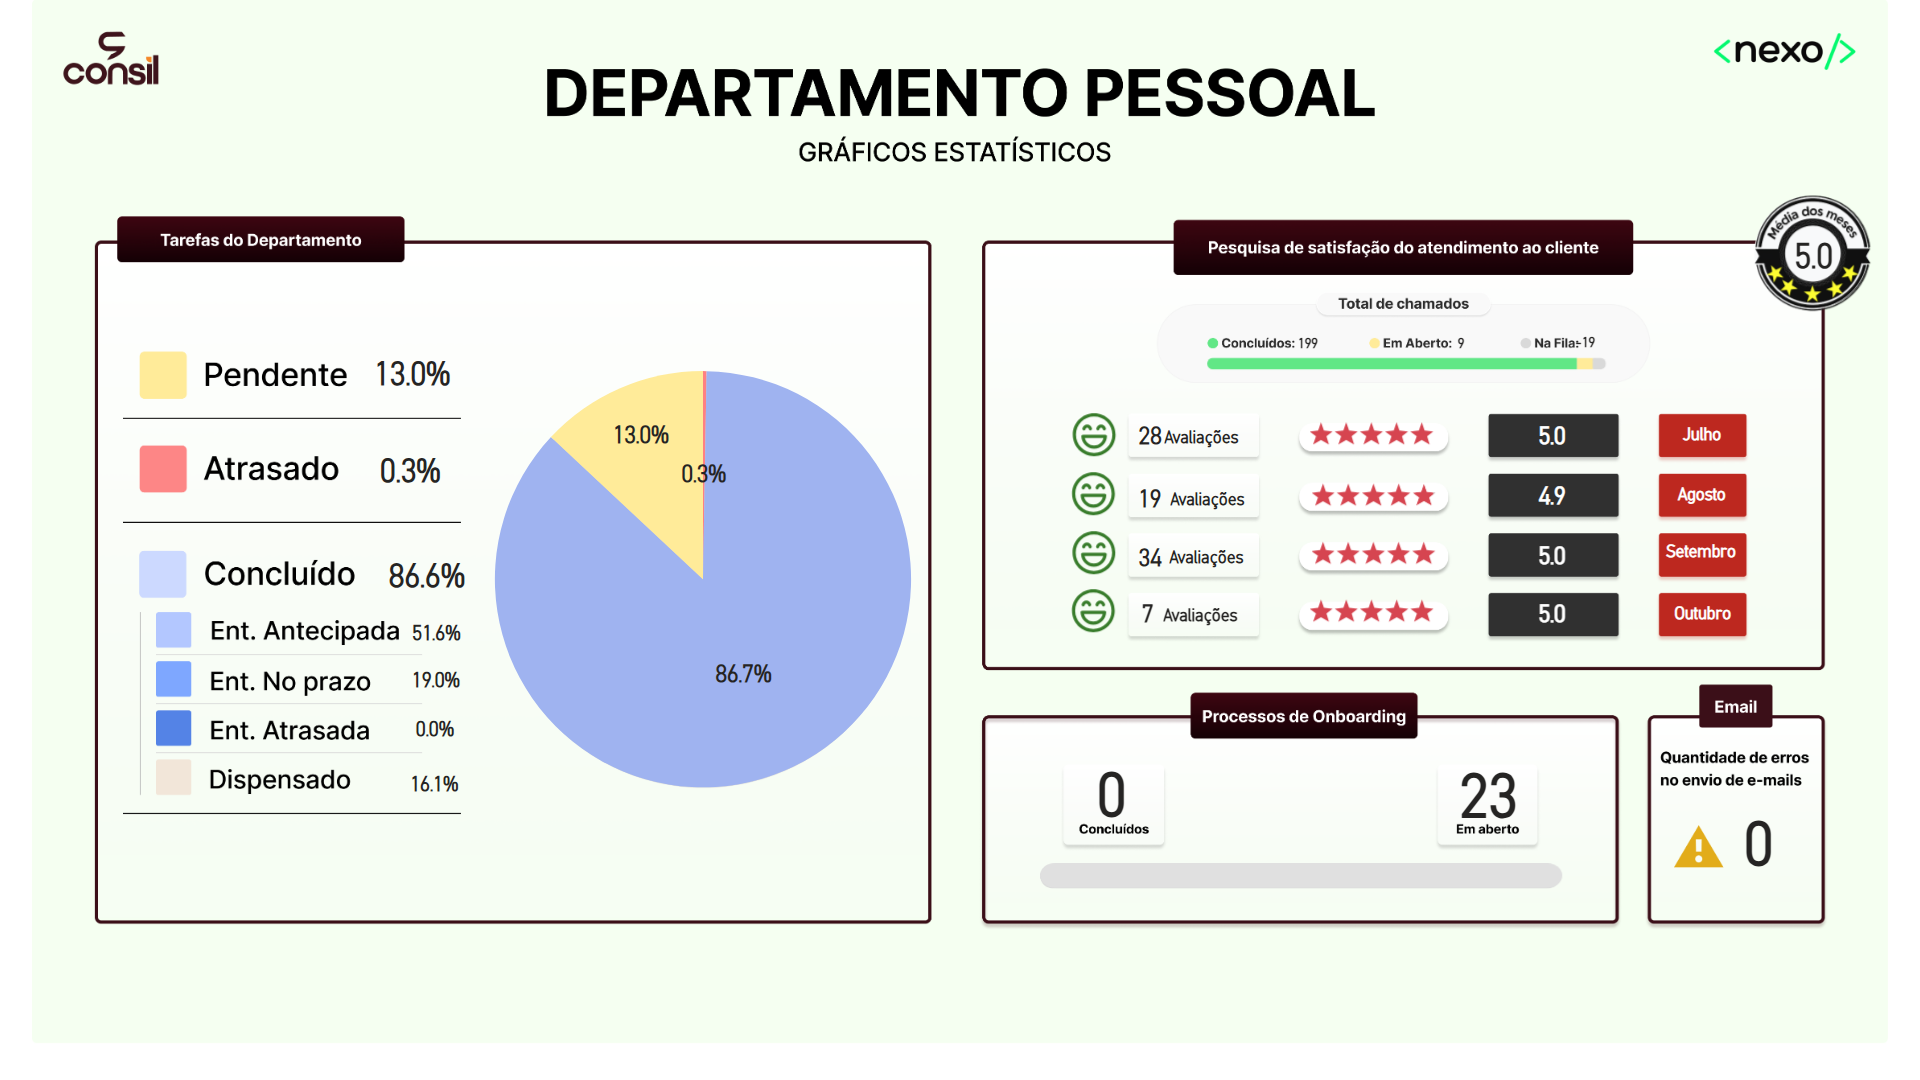 consil
<nexo/>
DEPARTAMENTO PESSOAL
GRÁFICOS ESTATÍSTICOS
Tarefas do Departamento
Pendente 13.0%
Atrasado 0.3%
Concluído 86.6%
Ent. Antecipada 51.6%
Ent. No prazo 19.0%
Ent. Atrasada 0.0%
Dispensado 16.1%
13.0%
0.3%
86.7%
Pesquisa de satisfação do atendimento ao cliente
Média dos meses
5.0
Total de chamados
Concluídos: 199 Em Aberto: 9 Na Fila:-19
28 Avaliações 5.0 Julho
19 Avaliações 4.9 Agosto
34 Avaliações 5.0 Setembro
7 Avaliações 5.0 Outubro
Processos de Onboarding
0
Concluídos
23
Em aberto
Email
Quantidade de erros
no envio de e-mails
0